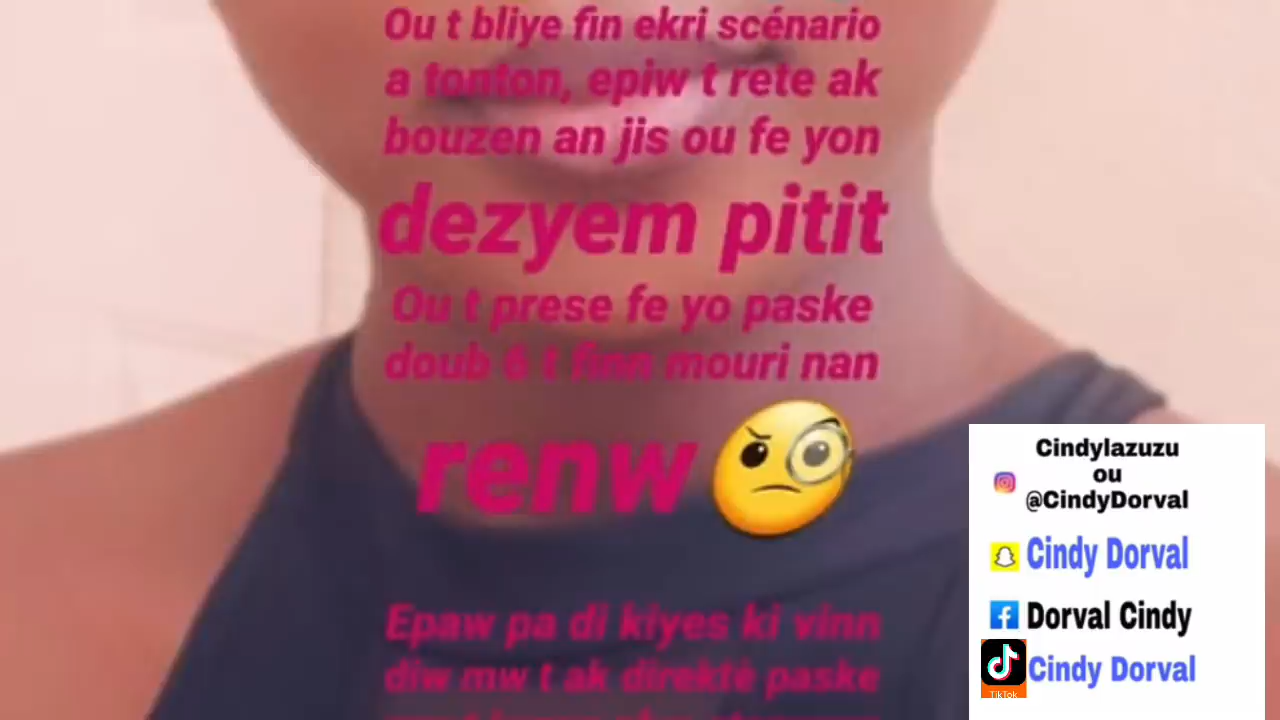 Ou t bliye fin ekri scénario
a tonton, epiw t rete ak
bouzen an jis ou fe yon
dezyem pitit
Ou t prese fe yo paske
doub 6 t finn mouri nan
renw
Epaw pa di kiyes ki vinn
diw mw t ak direktè paske
Cindylazuzu
ou
@CindyDorval
Cindy Dorval
Dorval Cindy
Cindy Dorval
TikTok